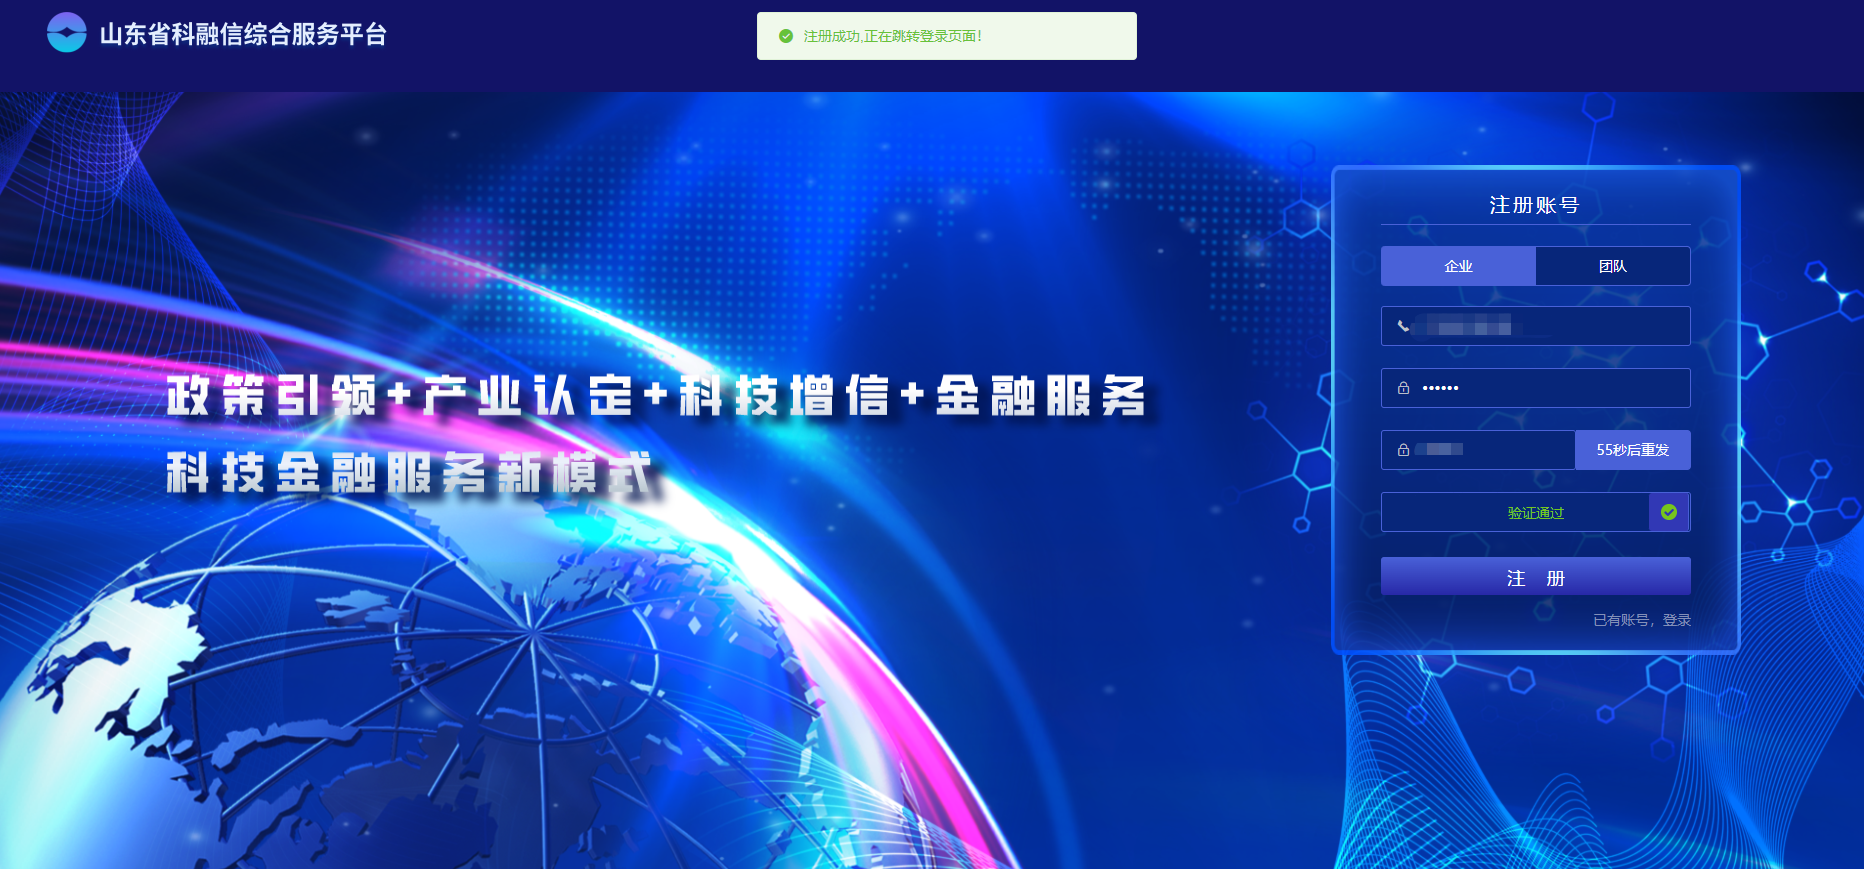 山东省科融信综合服务平台
注册成功,正在跳转登录页面!
政策引领+产业认定+科技增信+金融服务
科技金融服务新模式
注册账号
企业 团队
••••••
55秒后重发
验证通过
注 册
已有账号，登录